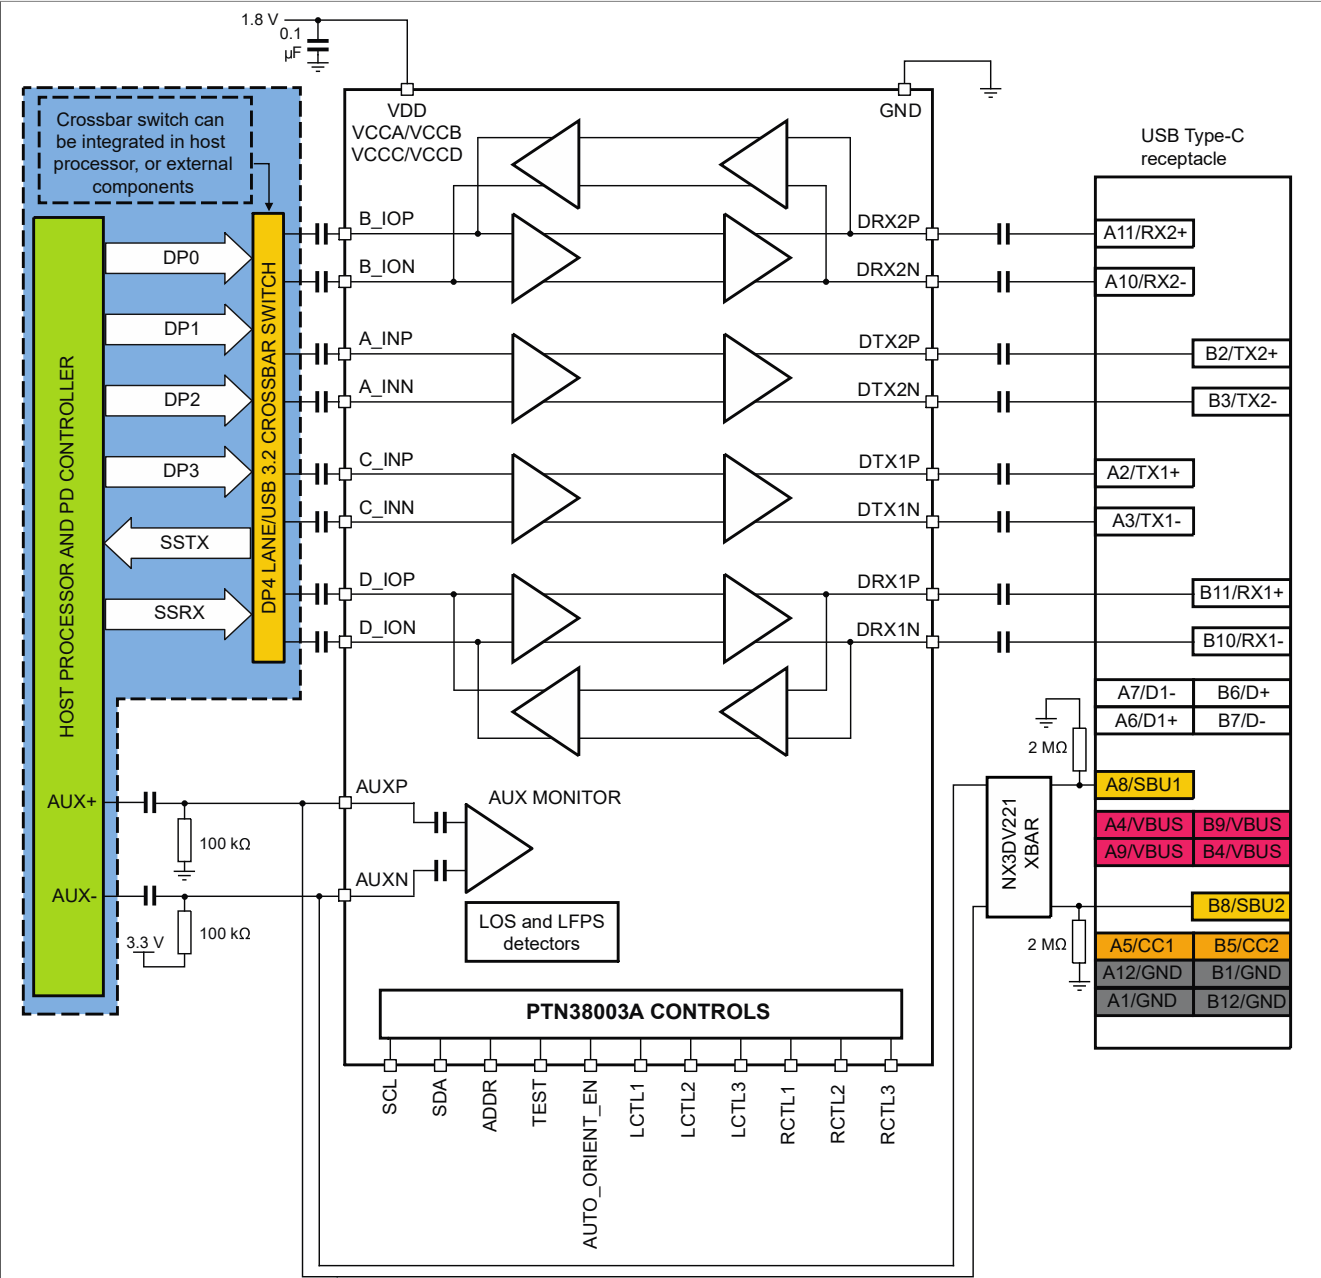 1.8 V
0.1
µF
Crossbar switch can
be integrated in host
processor, or external
components
VDD
VCCA/VCCB
VCCC/VCCD
GND
USB Type-C
receptacle
HOST PROCESSOR AND PD CONTROLLER
DP4 LANE/USB 3.2 CROSSBAR SWITCH
DP0
DP1
DP2
DP3
SSTX
SSRX
B_IOP
B_ION
A_INP
A_INN
C_INP
C_INN
D_IOP
D_ION
DRX2P
DRX2N
DTX2P
DTX2N
DTX1P
DTX1N
DRX1P
DRX1N
A11/RX2+
A10/RX2-
B2/TX2+
B3/TX2-
A2/TX1+
A3/TX1-
B11/RX1+
B10/RX1-
A7/D1- B6/D+
A6/D1+ B7/D-
2 MΩ
A8/SBU1
A4/VBUS B9/VBUS
A9/VBUS B4/VBUS
NX3DV221
XBAR
B8/SBU2
2 MΩ
A5/CC1 B5/CC2
A12/GND B1/GND
A1/GND B12/GND
AUX+
AUX-
100 kΩ
100 kΩ
3.3 V
AUXP
AUXN
AUX MONITOR
LOS and LFPS
detectors
PTN38003A CONTROLS
SCL
SDA
ADDR
TEST
AUTO_ORIENT_EN
LCTL1
LCTL2
LCTL3
RCTL1
RCTL2
RCTL3